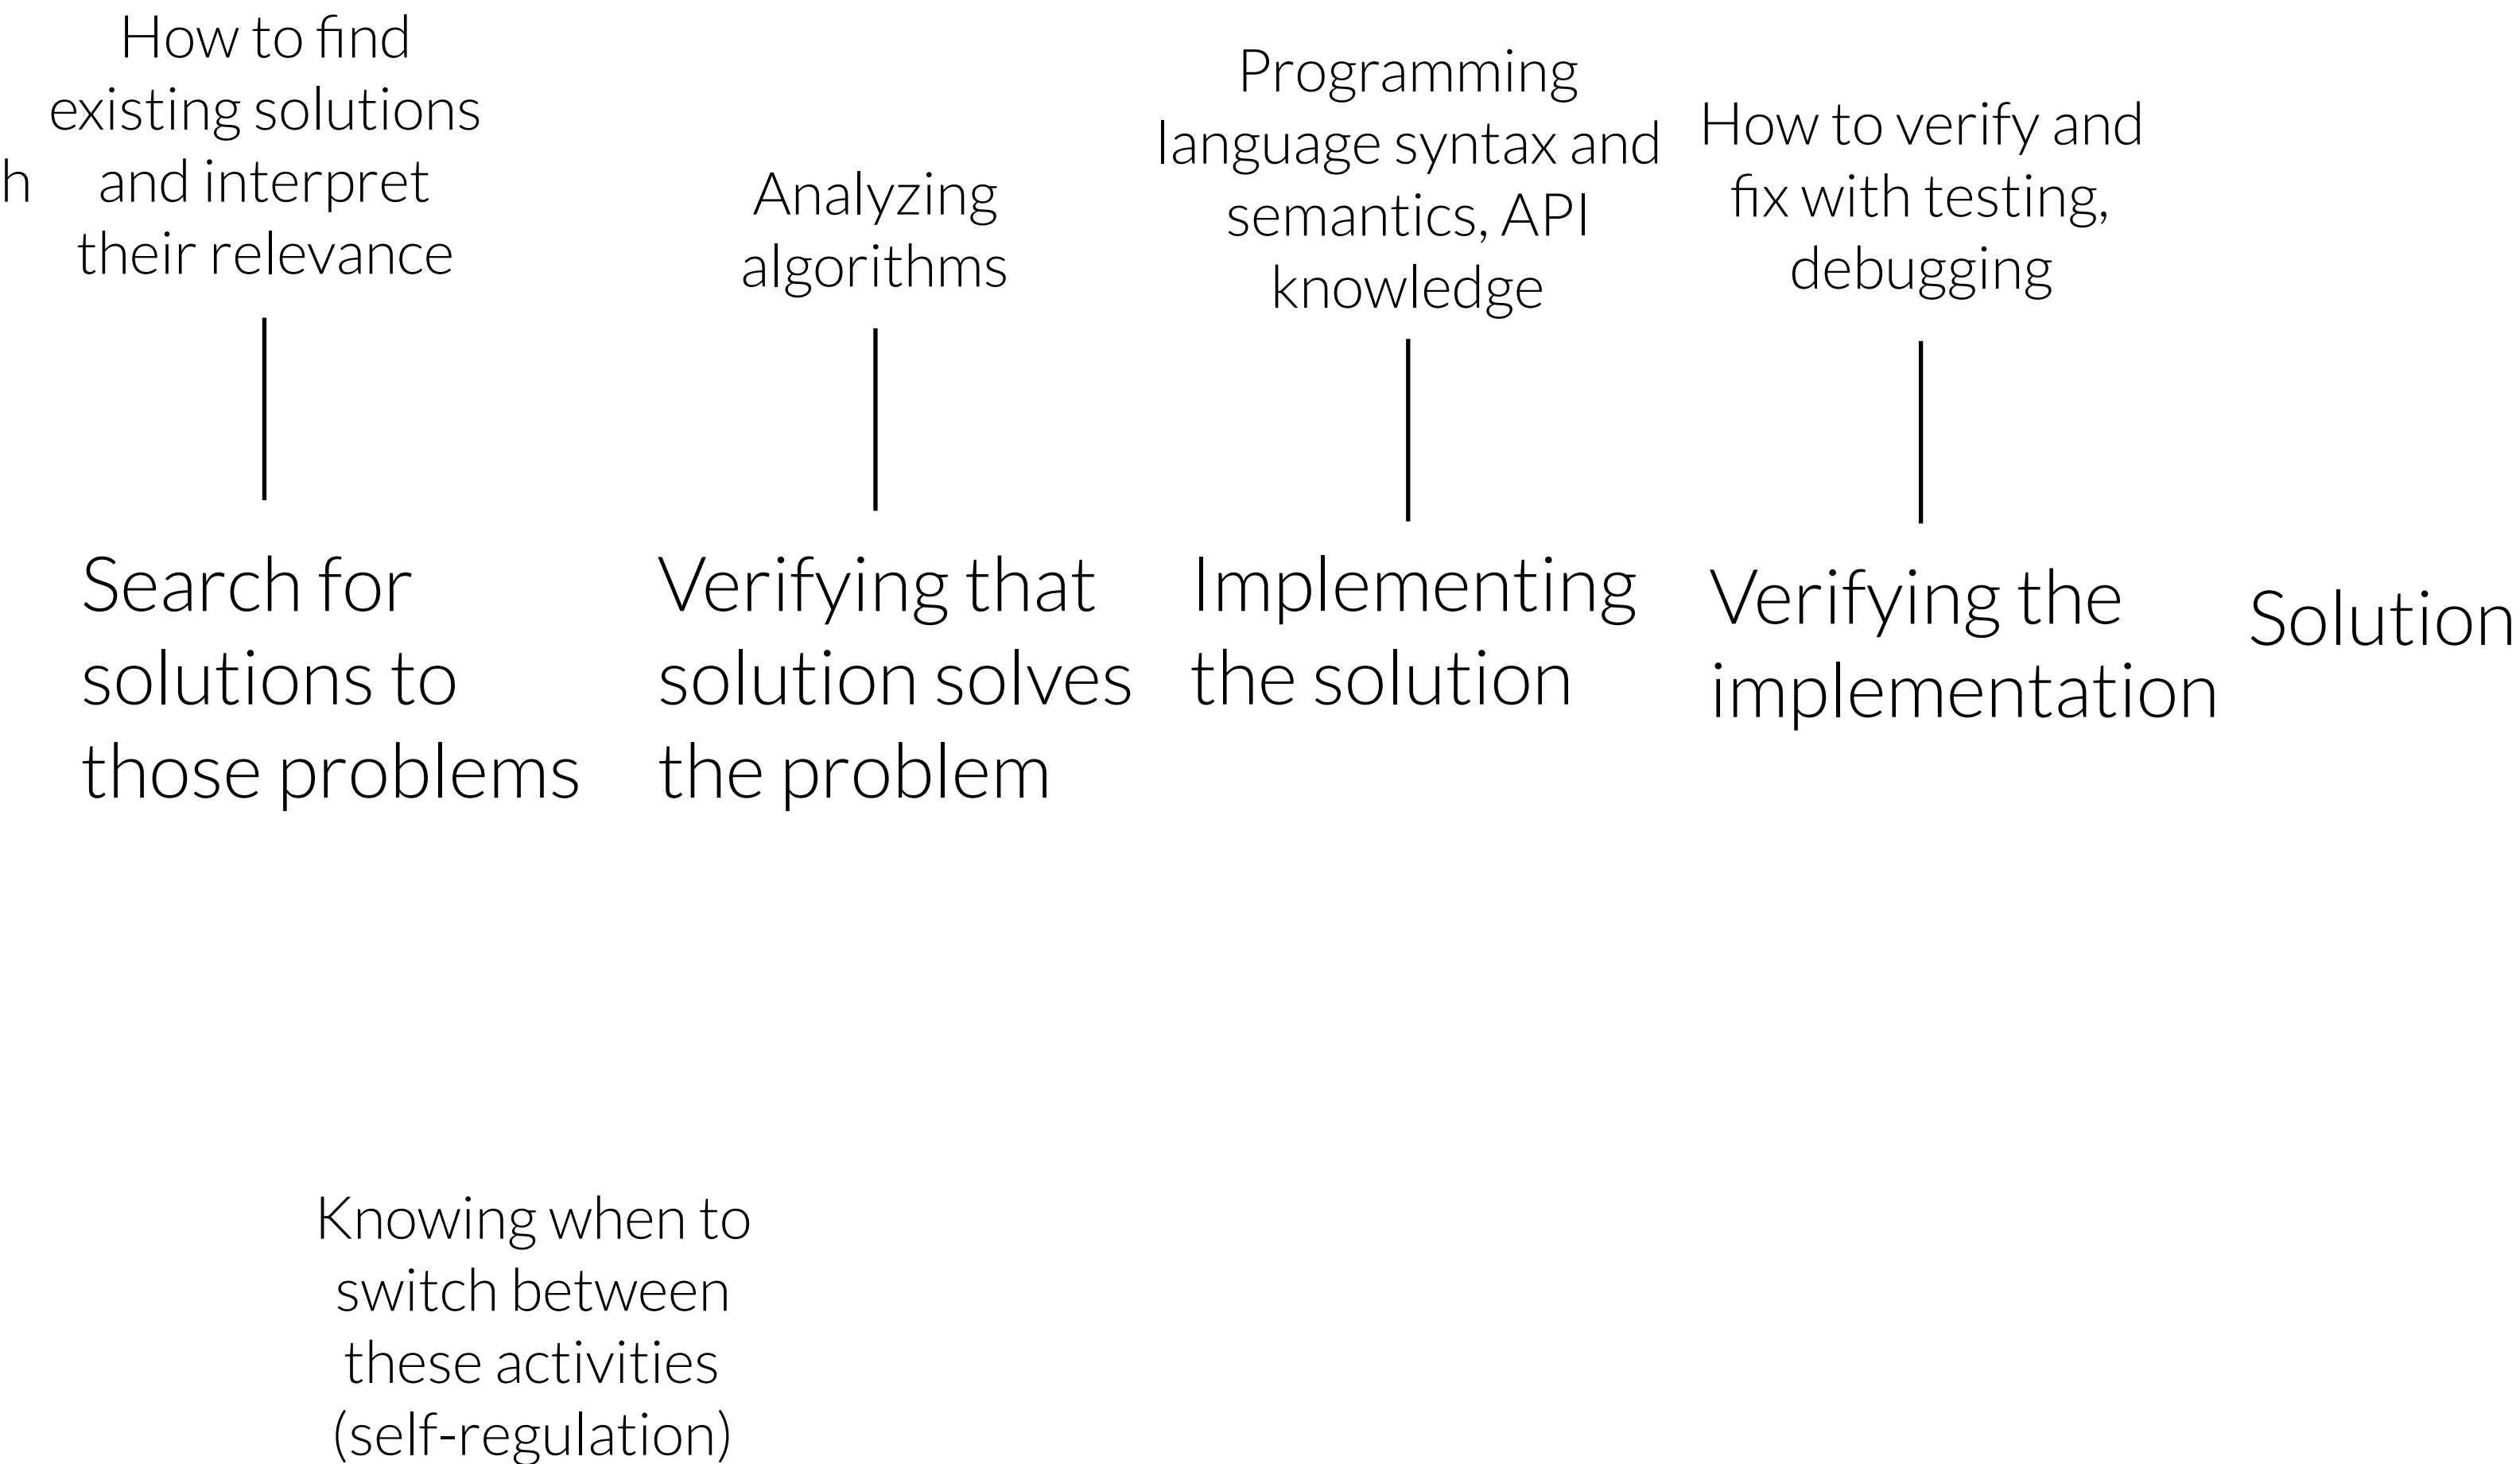 How to find
existing solutions
h and interpret
their relevance
Analyzing
algorithms
Programming
language syntax and
semantics, API
knowledge
How to verify and
fix with testing,
debugging
Search for
solutions to
those problems
Verifying that
solution solves
the problem
Implementing
the solution
Verifying the
implementation
Solution
Knowing when to
switch between
these activities
(self-regulation)